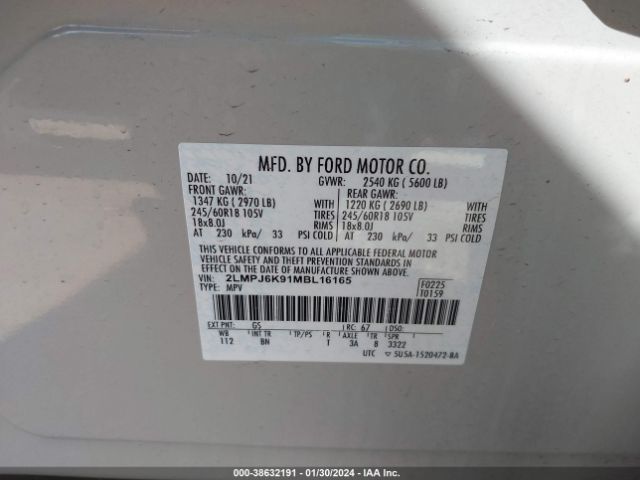 MFD. BY FORD MOTOR CO.
DATE: 10/21 GVWR: 2540 KG ( 5600 LB)
FRONT GAWR: REAR GAWR:
1347 KG ( 2970 LB) WITH 1220 KG ( 2690 LB) WITH
245/60R18 105V TIRES 245/60R18 105V TIRES
18x8.0J RIMS 18x8.0J RIMS
AT 230 kPa/ 33 PSI COLD AT 230 kPa/ 33 PSI COLD
THIS VEHICLE CONFORMS TO ALL APPLICABLE FEDERAL MOTOR
VEHICLE SAFETY AND THEFT PREVENTION STANDARDS IN
EFFECT ON THE DATE OF MANUFACTURE SHOWN ABOVE.
VIN: 2LMPJ6K91MBL16165 F0225
TYPE: MPV T0159
EXT PNT: GS RC: 67 DSO:
WB INT TR TP/PS R AXLE TR SPR
112 BN T 3A 8 3322
UTC ▽ 5U5A-1520472-BA
000-38632191 - 01/30/2024 - IAA Inc.